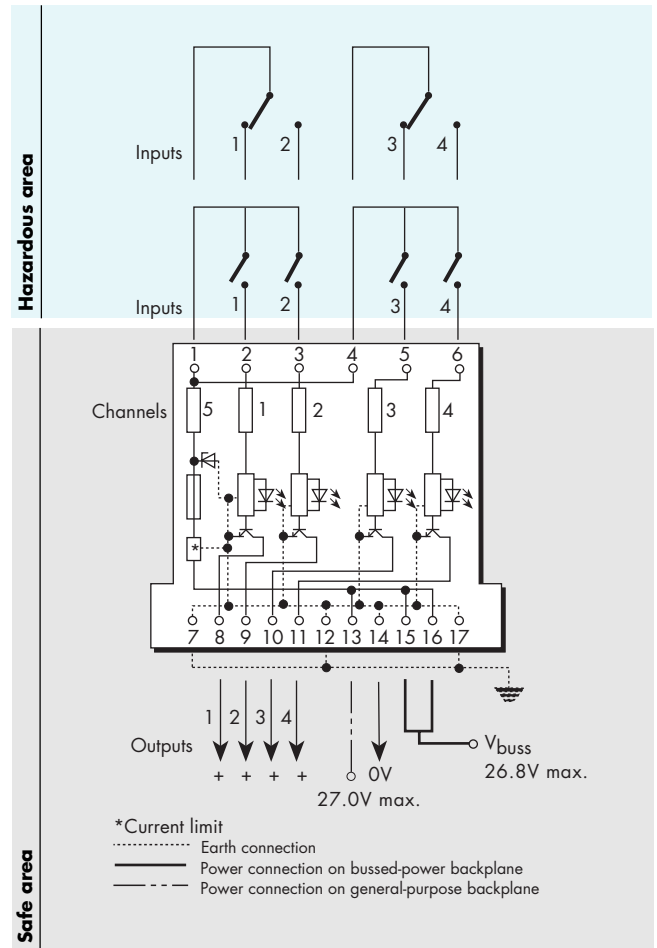 Hazardous area
Inputs
1 2 3 4
Inputs
1 2 3 4
1 2 3 4 5 6
Channels
5 1 2 3 4
*
7 8 9 10 11 12 13 14 15 16 17
1 2 3 4
Outputs
+ + + +
0V
27.0V max.
Vbuss
26.8V max.
*Current limit
Earth connection
Power connection on bussed-power backplane
Power connection on general-purpose backplane
Safe area